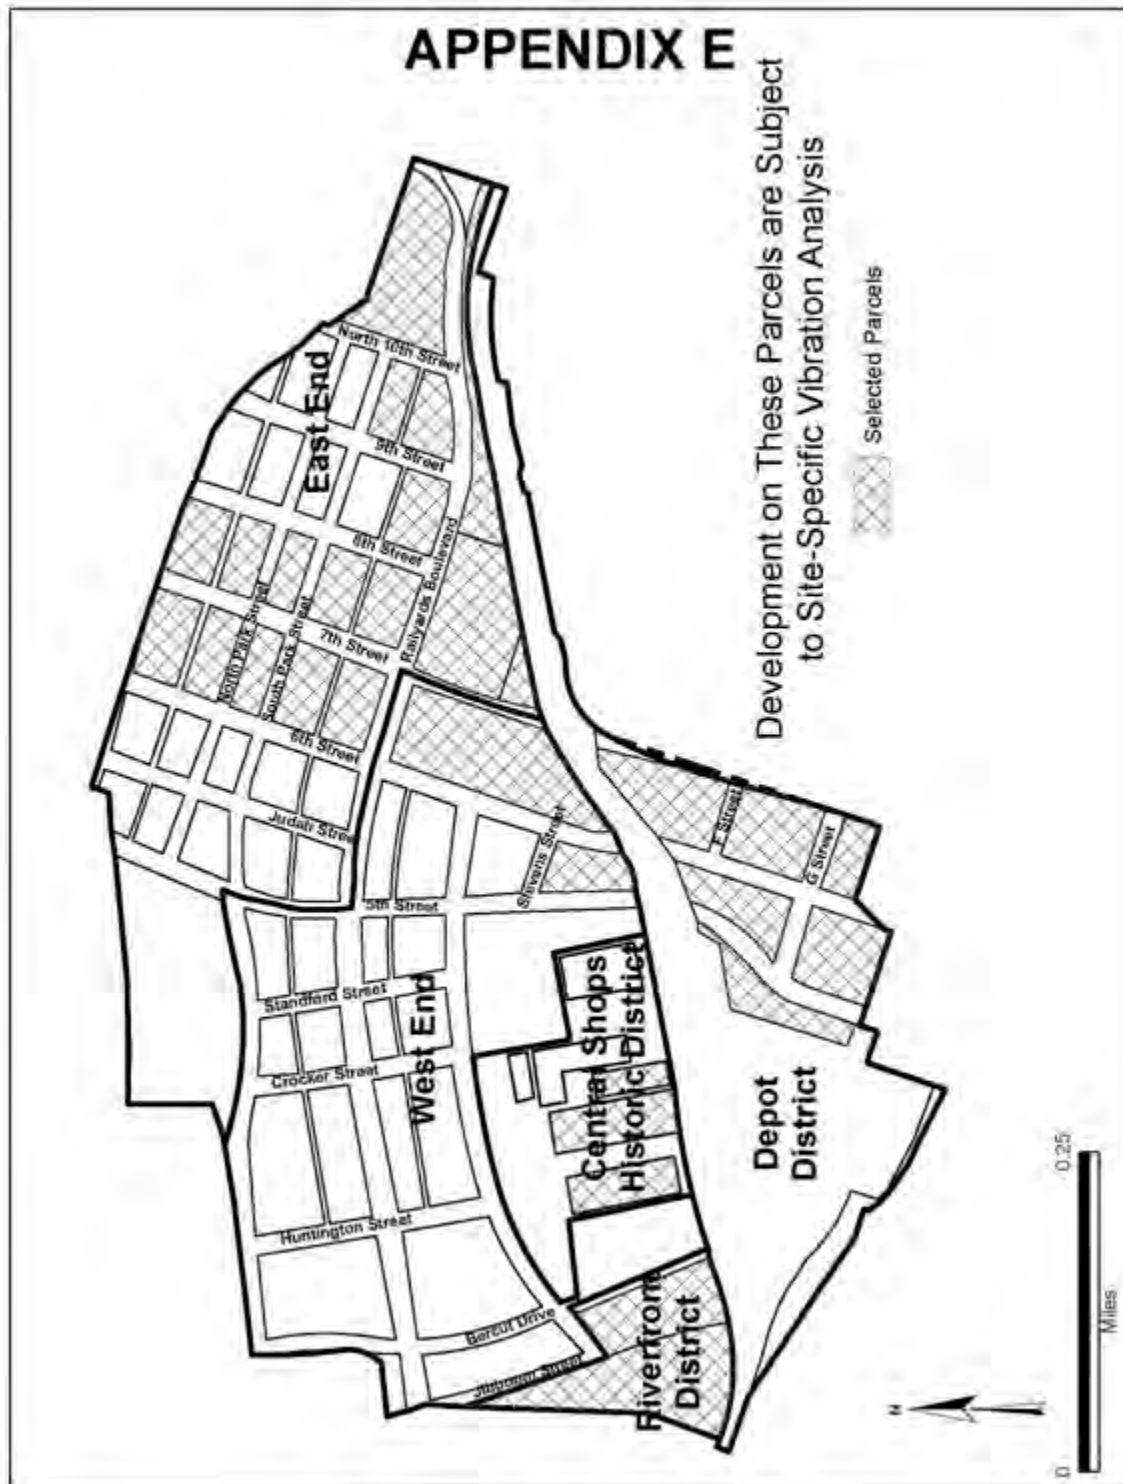 APPENDIX E
Development on These Parcels are Subject
to Site-Specific Vibration Analysis
Selected Parcels
East End
North 10th Street
9th Street
8th Street
Railyards Boulevard
7th Street
North Park Street
South Park Street
6th Street
Judah Street
5th Street
Stevens Street
F Street
G Street
West End
Standford Street
Crocker Street
Huntington Street
Bercut Drive
Jibboom Street
Central Shops
Historic District
Depot
District
Riverfront
District
N
0
0.25
Miles